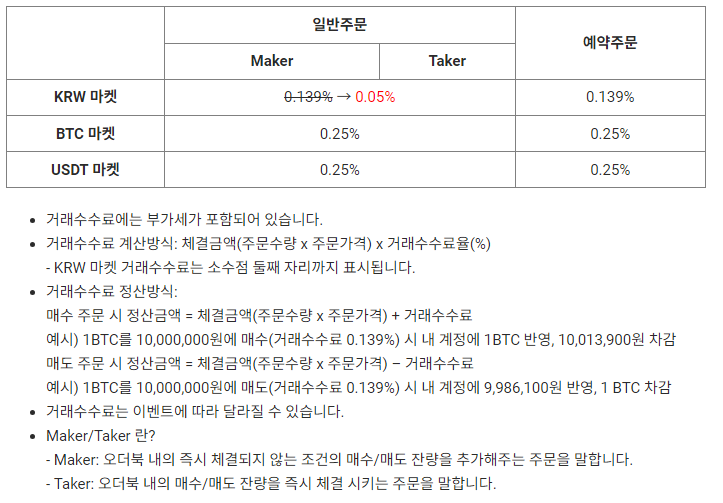 일반주문
예약주문
Maker
Taker
KRW 마켓
0.139% → 0.05%
0.139%
BTC 마켓
0.25%
0.25%
USDT 마켓
0.25%
0.25%
• 거래수수료에는 부가세가 포함되어 있습니다.
• 거래수수료 계산방식: 체결금액(주문수량 x 주문가격) x 거래수수료율(%)
- KRW 마켓 거래수수료는 소수점 둘째 자리까지 표시됩니다.
• 거래수수료 정산방식:
매수 주문 시 정산금액 = 체결금액(주문수량 x 주문가격) + 거래수수료
예시) 1BTC를 10,000,000원에 매수(거래수수료 0.139%) 시 내 계정에 1BTC 반영, 10,013,900원 차감
매도 주문 시 정산금액 = 체결금액(주문수량 x 주문가격) – 거래수수료
예시) 1BTC를 10,000,000원에 매도(거래수수료 0.139%) 시 내 계정에 9,986,100원 반영, 1 BTC 차감
• 거래수수료는 이벤트에 따라 달라질 수 있습니다.
• Maker/Taker 란?
- Maker: 오더북 내의 즉시 체결되지 않는 조건의 매수/매도 잔량을 추가해주는 주문을 말합니다.
- Taker: 오더북 내의 매수/매도 잔량을 즉시 체결 시키는 주문을 말합니다.